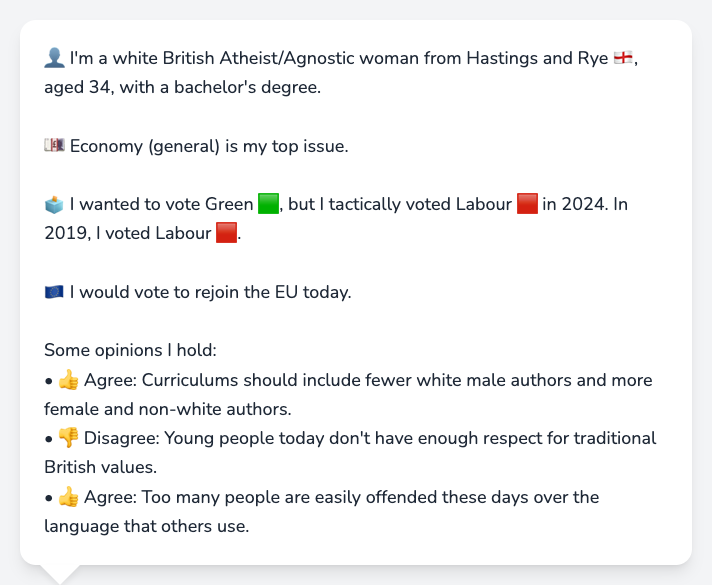 👤 I'm a white British Atheist/Agnostic woman from Hastings and Rye 🏴󠁧󠁢󠁥󠁮󠁧󠁿,
aged 34, with a bachelor's degree.
💷 Economy (general) is my top issue.
🗳️ I wanted to vote Green 🟩, but I tactically voted Labour 🟥 in 2024. In
2019, I voted Labour 🟥.
🇪🇺 I would vote to rejoin the EU today.
Some opinions I hold:
• 👍 Agree: Curriculums should include fewer white male authors and more
female and non-white authors.
• 👎 Disagree: Young people today don't have enough respect for traditional
British values.
• 👍 Agree: Too many people are easily offended these days over the
language that others use.